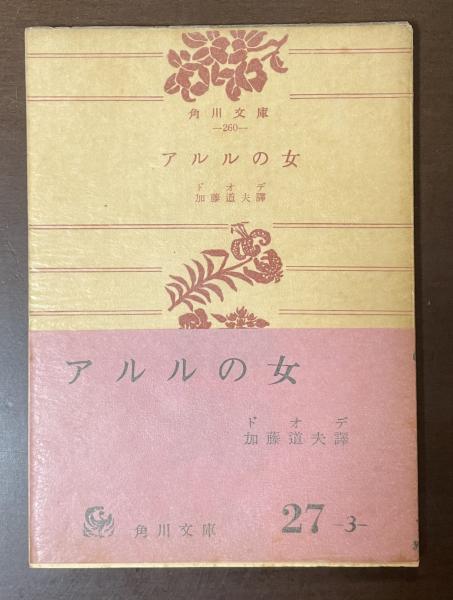 角川文庫
—260—
アルルの女
ドオデ
加藤道夫譯
アルルの女
ドオデ
加藤道夫譯
角川文庫
27 -3-